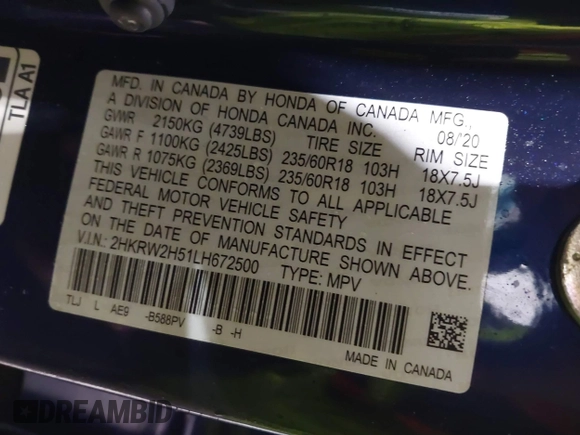 TLA A1
MFD. IN CANADA BY HONDA OF CANADA MFG.,
A DIVISION OF HONDA CANADA INC. 08/'20
GVWR 2150KG (4739LBS) TIRE SIZE RIM SIZE
GAWR F 1100KG (2425LBS) 235/60R18 103H 18X7.5J
GAWR R 1075KG (2369LBS) 235/60R18 103H 18X7.5J
THIS VEHICLE CONFORMS TO ALL APPLICABLE
FEDERAL MOTOR VEHICLE SAFETY
AND THEFT PREVENTION STANDARDS IN EFFECT
ON THE DATE OF MANUFACTURE SHOWN ABOVE.
V.I.N.: 2HKRW2H51LH672500 TYPE: MPV
TLJ L AE9 -B588PV -B -H
MADE IN CANADA
DREAMBID